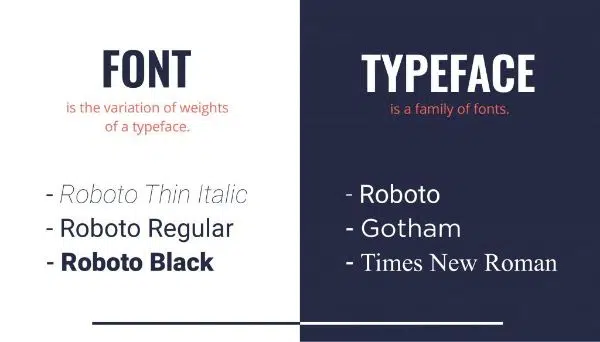 FONT
is the variation of weights
of a typeface.
- Roboto Thin Italic
- Roboto Regular
- Roboto Black
TYPEFACE
is a family of fonts.
- Roboto
- Gotham
- Times New Roman